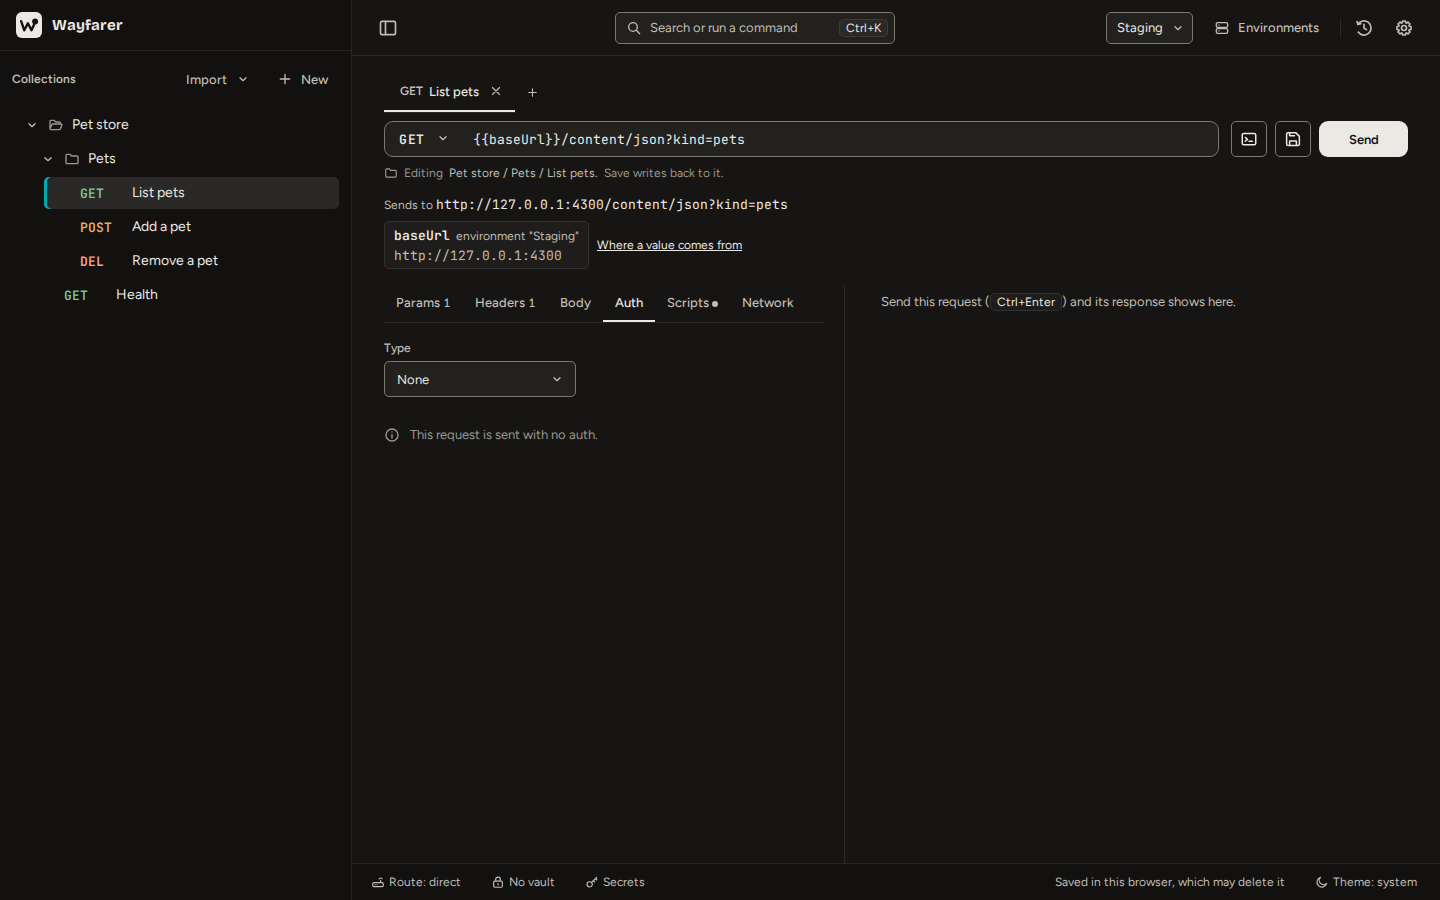 Wayfarer
Search or run a command Ctrl+K
Staging
Environments
Collections
Import
New
Pet store
Pets
GET List pets
POST Add a pet
DEL Remove a pet
GET Health
GET List pets
GET {{baseUrl}}/content/json?kind=pets
Send
Editing Pet store / Pets / List pets. Save writes back to it.
Sends to http://127.0.0.1:4300/content/json?kind=pets
baseUrl environment "Staging"
http://127.0.0.1:4300
Where a value comes from
Params 1 Headers 1 Body Auth Scripts Network
Type
None
This request is sent with no auth.
Send this request (Ctrl+Enter) and its response shows here.
Route: direct
No vault
Secrets
Saved in this browser, which may delete it
Theme: system